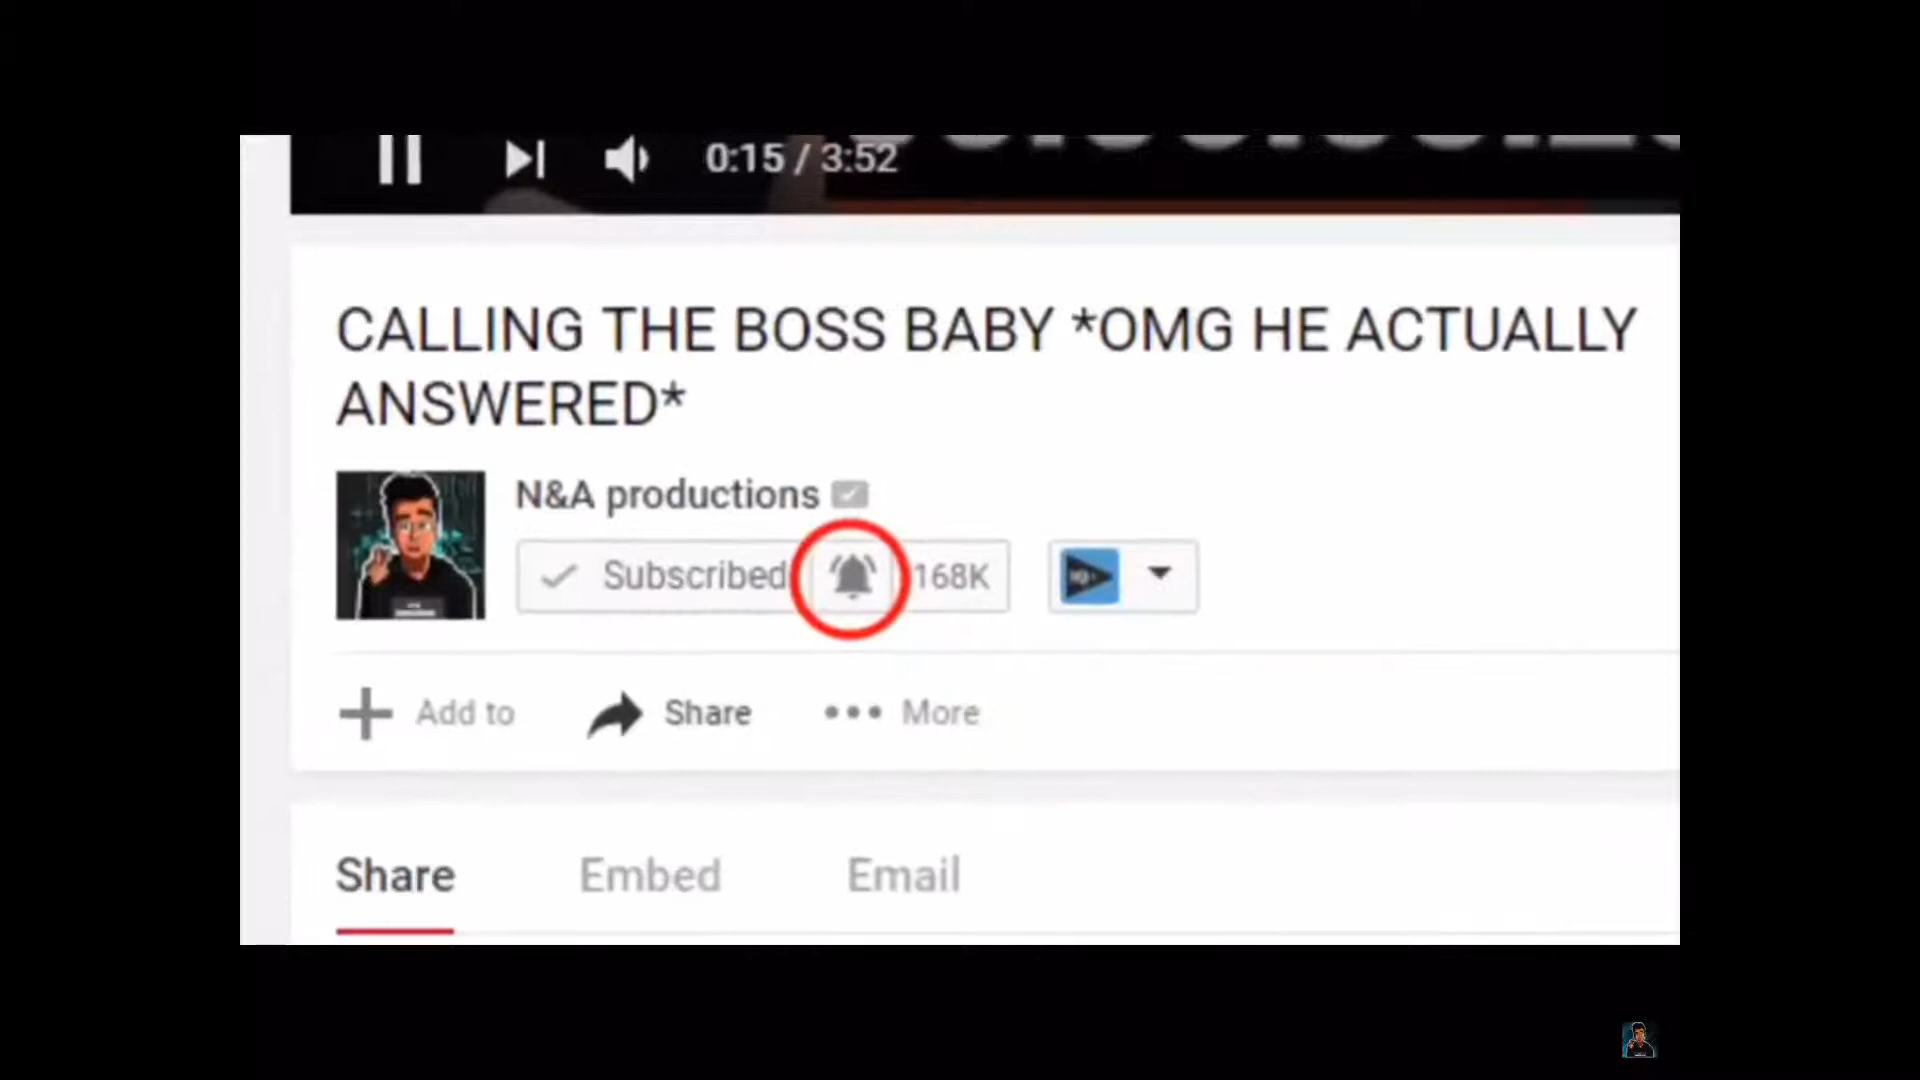 0:15 / 3:52
CALLING THE BOSS BABY *OMG HE ACTUALLY
ANSWERED*
N&A productions
Subscribed 168K
Add to Share More
Share Embed Email